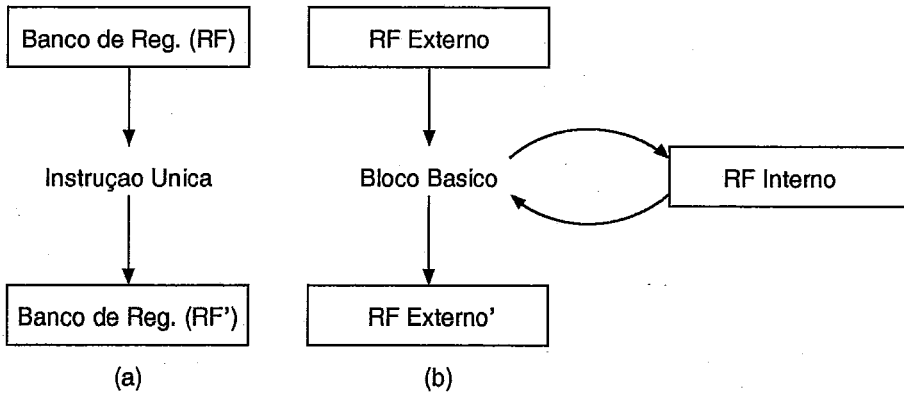 Banco de Reg. (RF)
RF Externo
Instruçao Unica
Bloco Basico
RF Interno
Banco de Reg. (RF')
RF Externo'
(a)
(b)